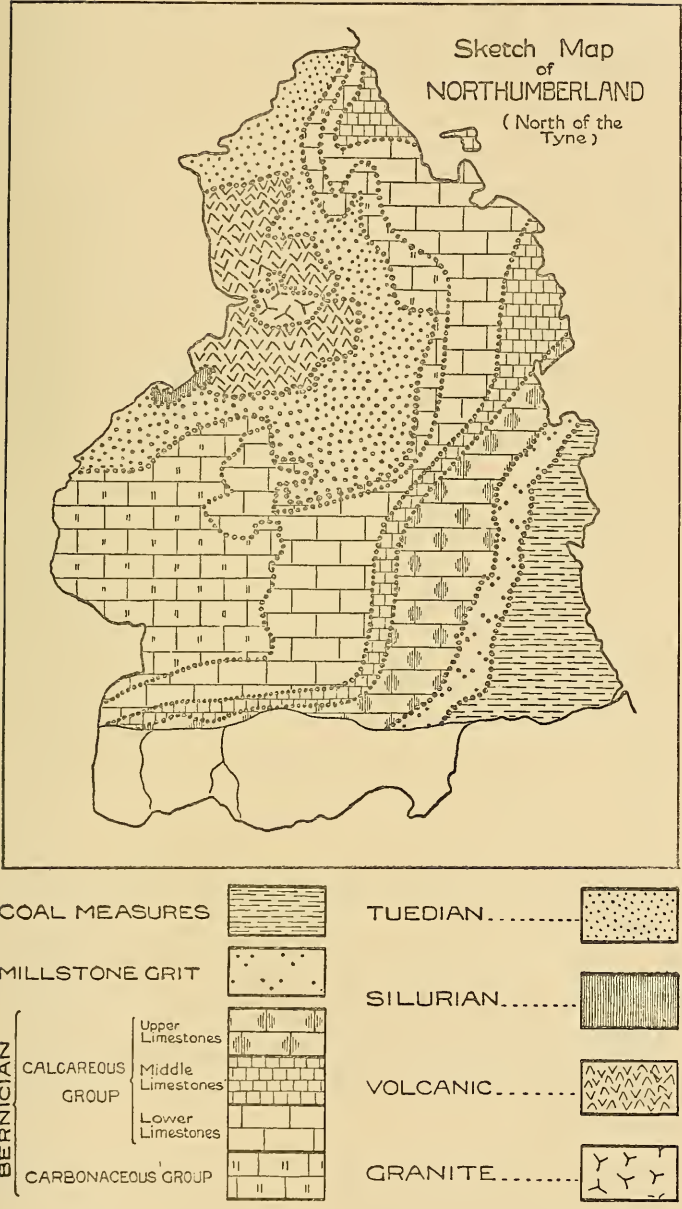 Sketch Map
of
NORTHUMBERLAND
(North of the
Tyne)
COAL MEASURES
MILLSTONE GRIT
BERNICIAN
CALCAREOUS
GROUP
Upper
Limestones
Middle
Limestones
Lower
Limestones
CARBONACEOUS GROUP
TUEDIAN
SILURIAN
VOLCANIC
GRANITE